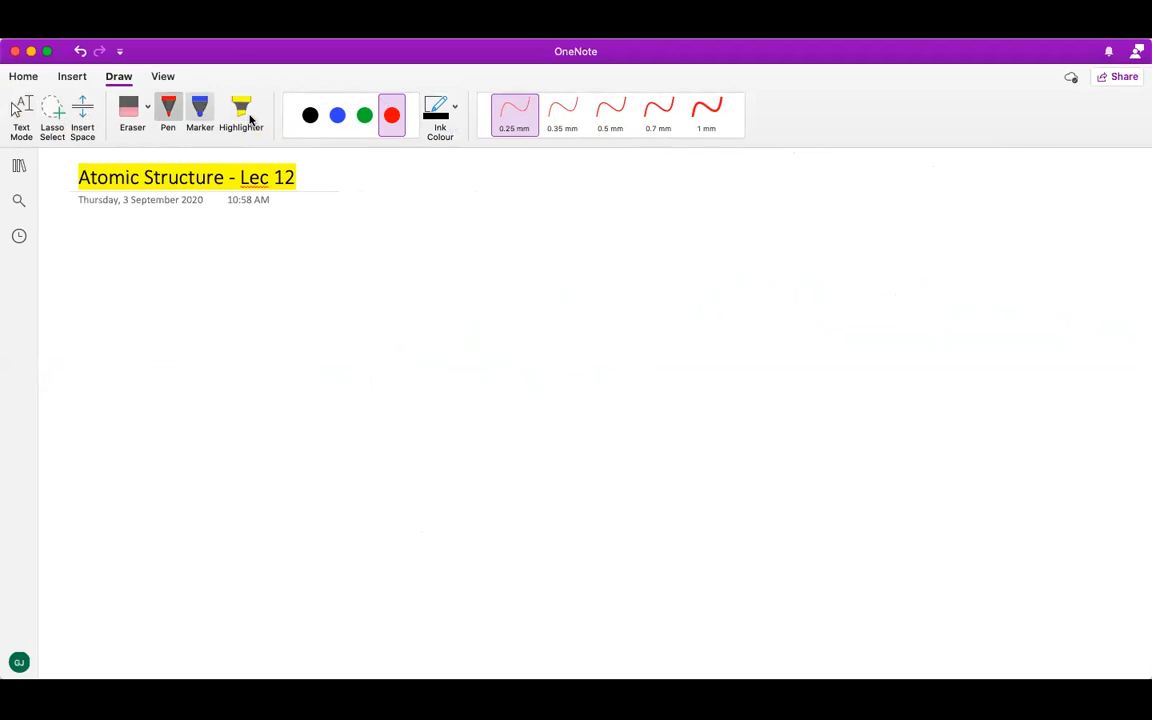 OneNote
Home Insert Draw View Share
Text Mode
Lasso Select
Insert Space
Eraser
Pen
Marker
Highlighter
Ink Colour
0.25 mm
0.35 mm
0.5 mm
0.7 mm
1 mm
Atomic Structure - Lec 12
Thursday, 3 September 2020 10:58 AM
GJ